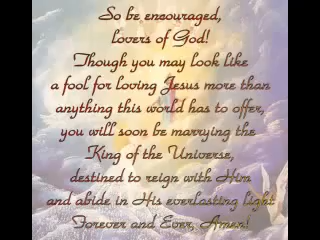 So be encouraged,
lovers of God!
Though you may look like
a fool for loving Jesus more than
anything this world has to offer,
you will soon be marrying the
King of the Universe,
destined to reign with Him
and abide in His everlasting light
Forever and Ever, Amen!